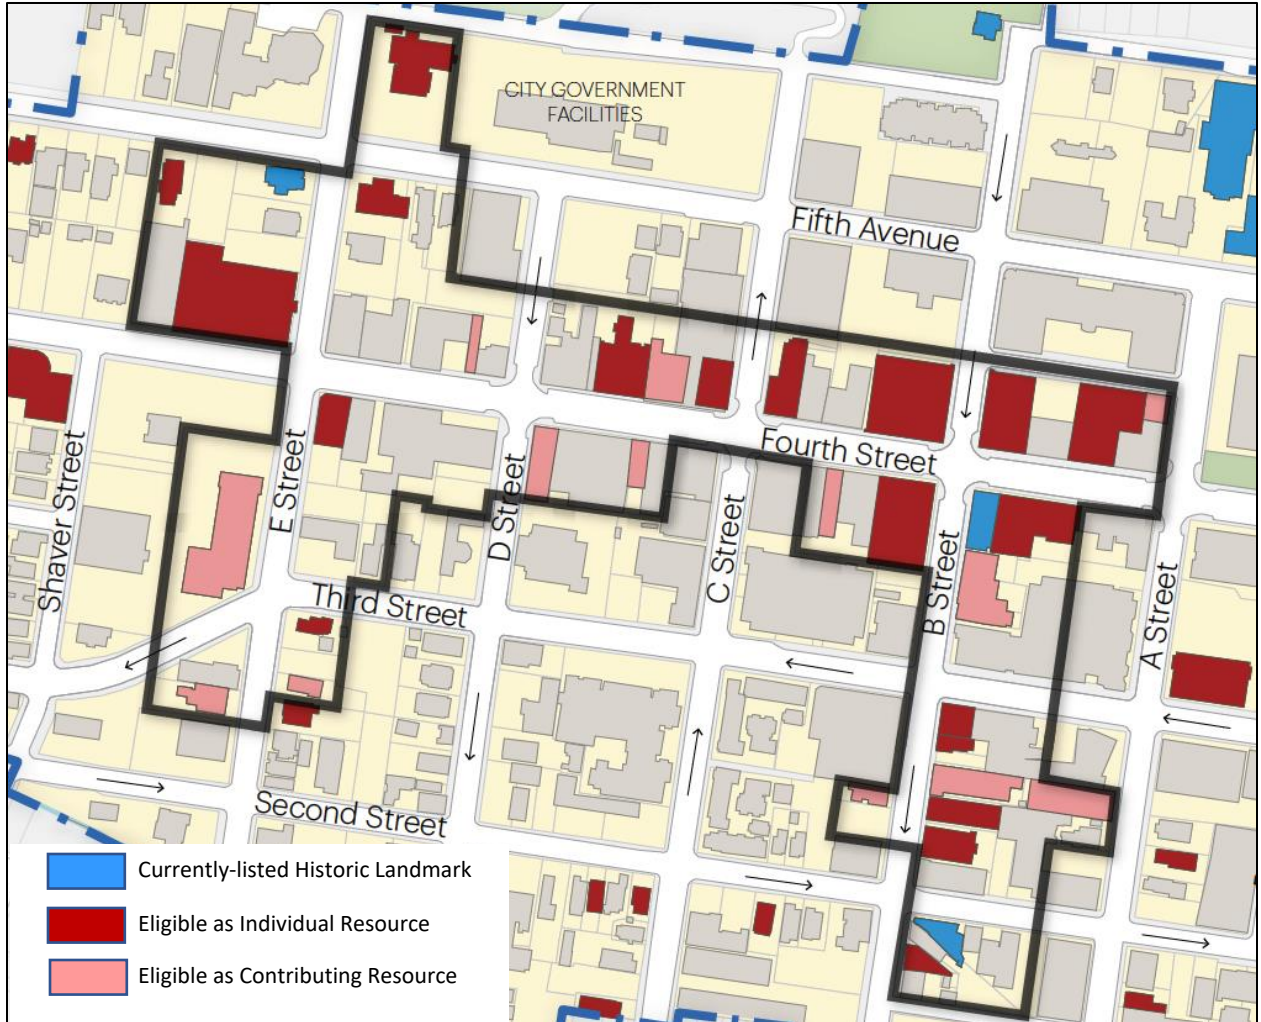 CITY GOVERNMENT
FACILITIES
Fifth Avenue
Fourth Street
Shaver Street
E Street
D Street
C Street
B Street
A Street
Third Street
Second Street
Currently-listed Historic Landmark
Eligible as Individual Resource
Eligible as Contributing Resource